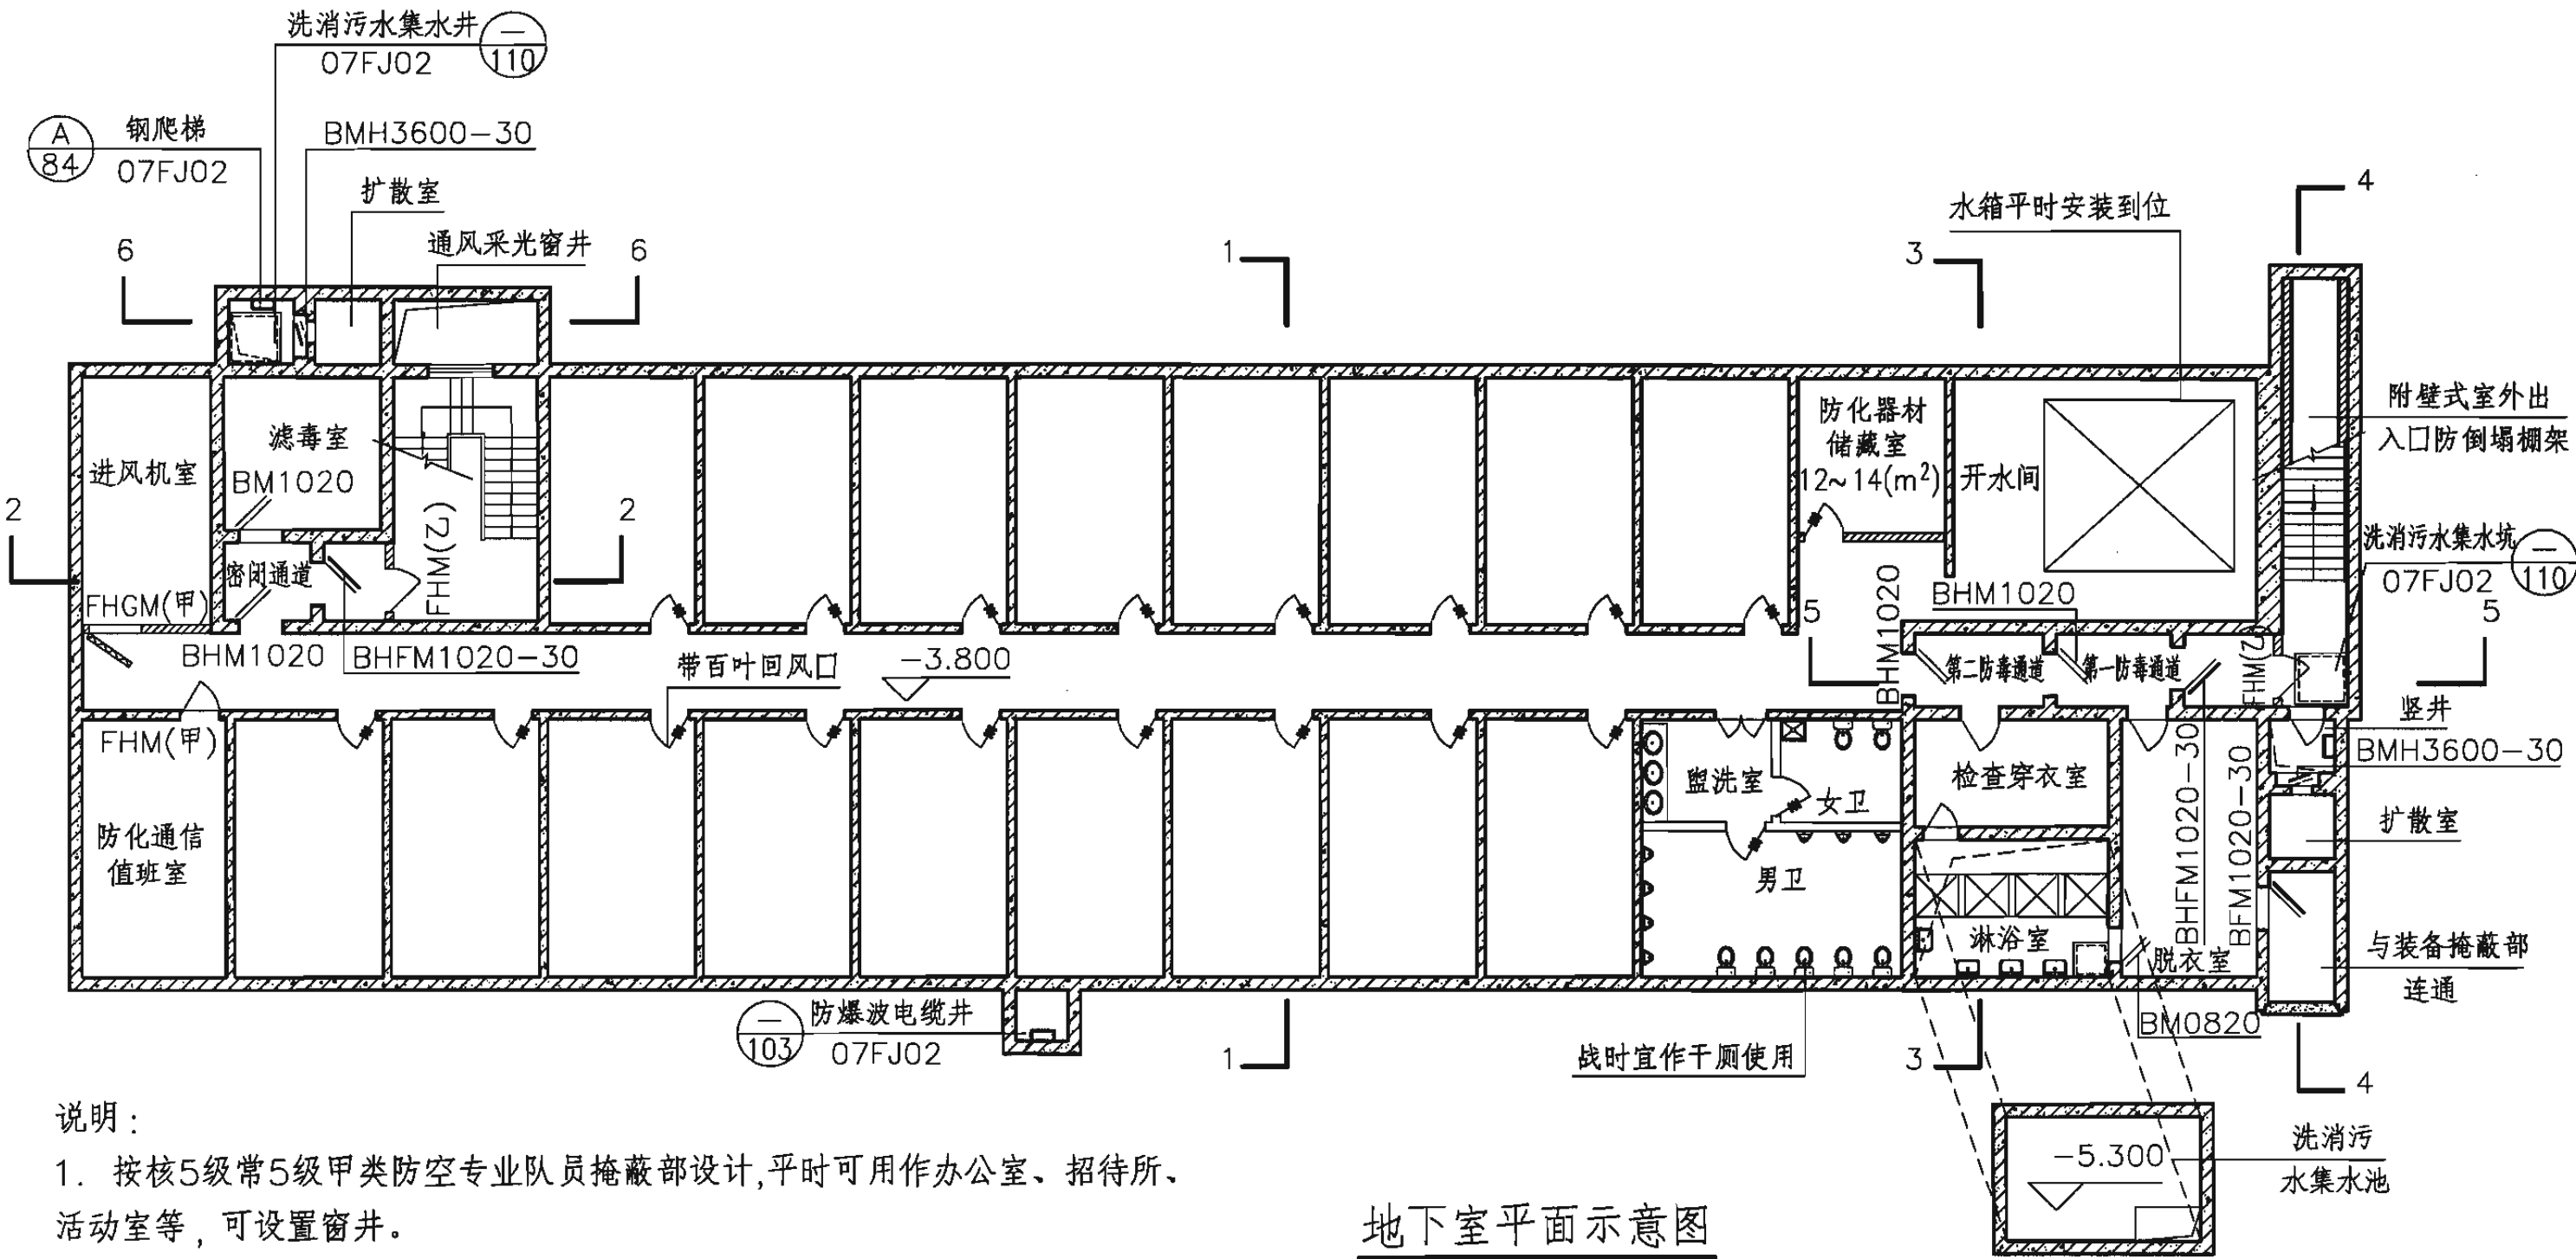 洗消污水集水井
07FJ02
—
110
A
84
钢爬梯
07FJ02
BMH3600-30
扩散室
通风采光窗井
6
6
1
3
水箱平时安装到位
4
进风机室
滤毒室
BM1020
FHM(乙)
防化器材
储藏室
12~14(m²)
开水间
附壁式室外出
入口防倒塌棚架
2
2
密闭通道
FHGM(甲)
BHM1020
BHFM1020-30
带百叶回风口
-3.800
5
BHM1020
BHM1020
第二防毒通道
第一防毒通道
FHM(乙)
洗消污水集水坑
07FJ02
—
110
5
竖井
BMH3600-30
FHM(甲)
防化通信
值班室
盥洗室
女卫
男卫
检查穿衣室
淋浴室
脱衣室
BHFM1020-30
BFM1020-30
扩散室
与装备掩蔽部
连通
—
103
防爆波电缆井
07FJ02
1
战时宜作干厕使用
3
BM0820
4
-5.300
洗消污
水集水池
说明:
1. 按核5级常5级甲类防空专业队员掩蔽部设计,平时可用作办公室、招待所、
活动室等,可设置窗井。
地下室平面示意图